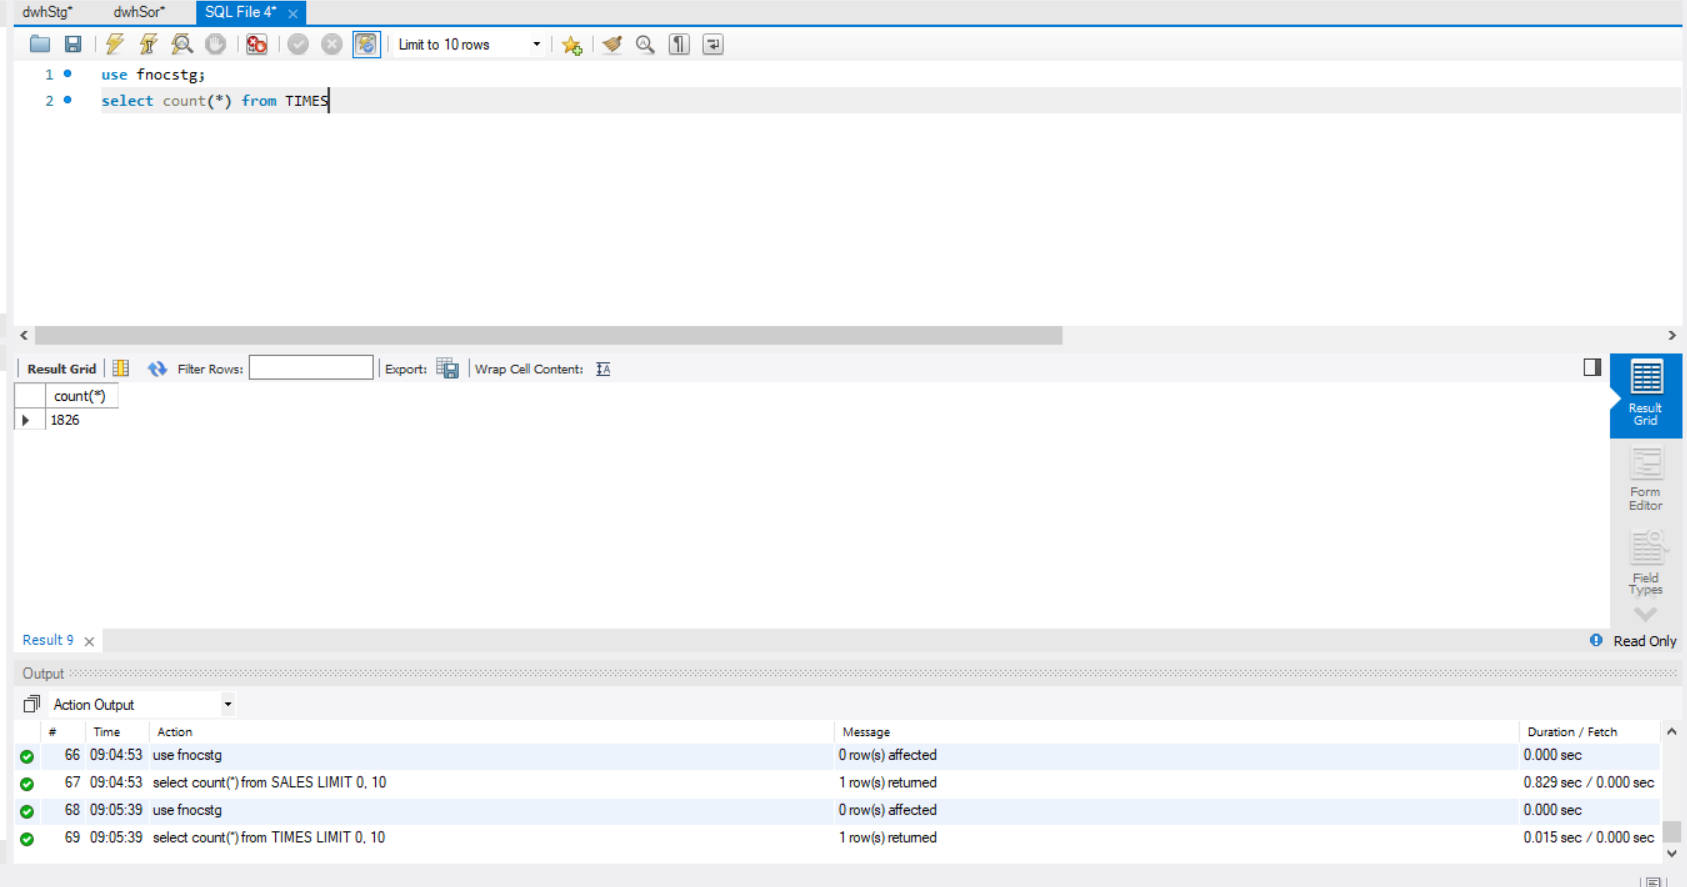 dwhStg* dwhSor* SQL File 4* ×
Limit to 10 rows
1 use fnocstg;
2 select count(*) from TIMES
Result Grid Filter Rows: Export: Wrap Cell Content:
count(*)
1826
Result
Grid
Form
Editor
Field
Types
Result 9 × Read Only
Output
Action Output
# Time Action Message Duration / Fetch
66 09:04:53 use fnocstg 0 row(s) affected 0.000 sec
67 09:04:53 select count(*) from SALES LIMIT 0, 10 1 row(s) returned 0.829 sec / 0.000 sec
68 09:05:39 use fnocstg 0 row(s) affected 0.000 sec
69 09:05:39 select count(*) from TIMES LIMIT 0, 10 1 row(s) returned 0.015 sec / 0.000 sec